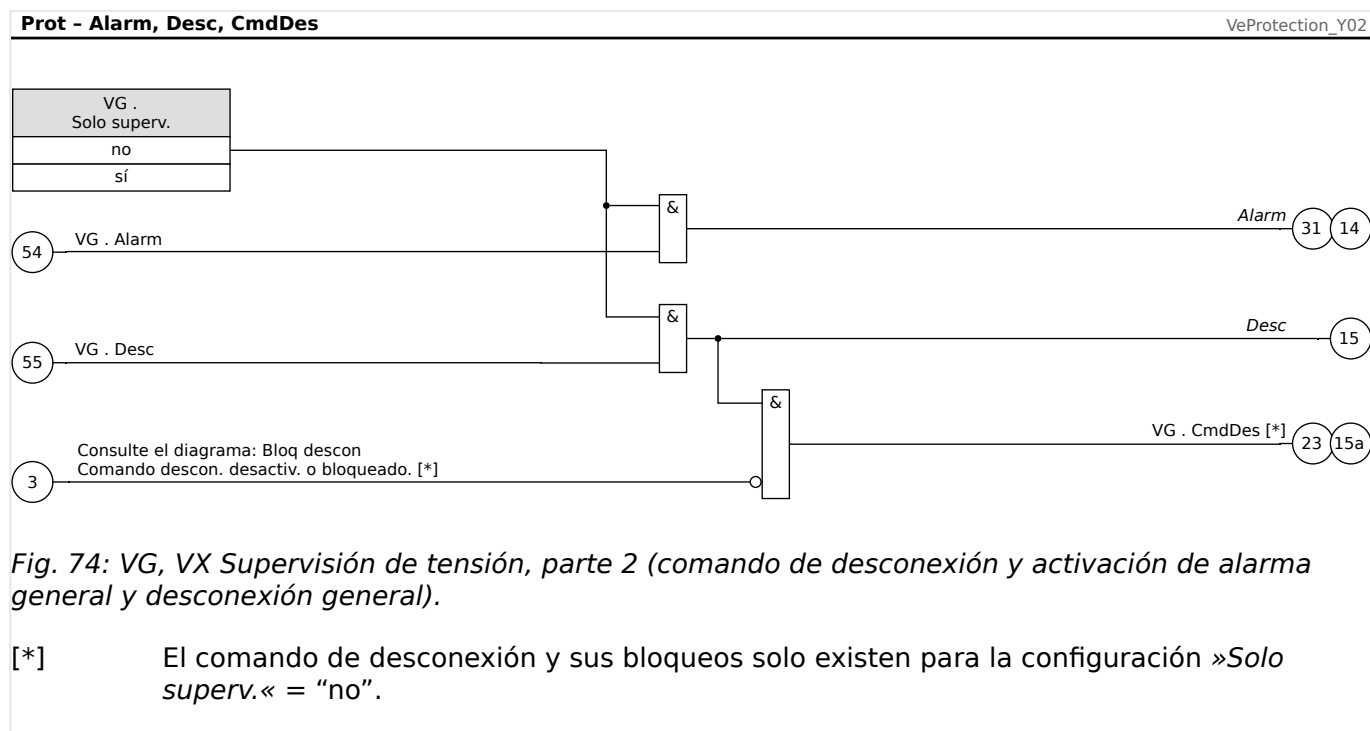 Prot – Alarm, Desc, CmdDes
VeProtection_Y02
VG .
Solo superv.
no
sí
&
Alarm
31
14
54
VG . Alarm
&
Desc
15
55
VG . Desc
&
VG . CmdDes [*]
23
15a
Consulte el diagrama: Bloq descon
Comando descon. desactiv. o bloqueado. [*]
3
Fig. 74: VG, VX Supervisión de tensión, parte 2 (comando de desconexión y activación de alarma
general y desconexión general).
[*] El comando de desconexión y sus bloqueos solo existen para la configuración »Solo
superv.« = “no”.